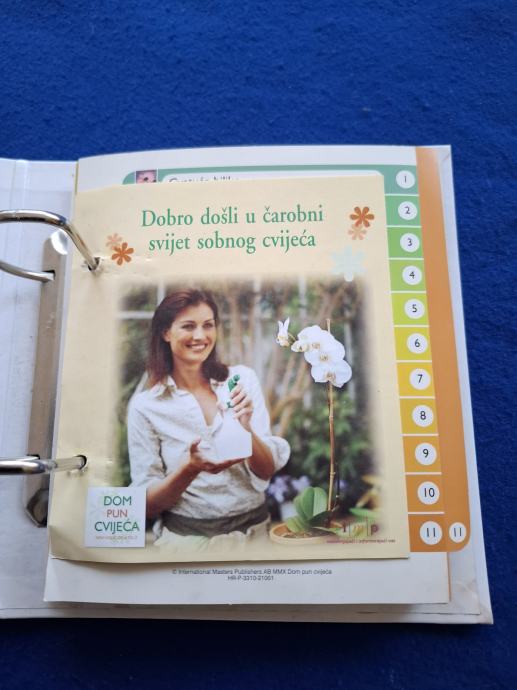 1
Dobro došli u čarobni
svijet sobnog cvijeća
2
3
4
5
6
7
8
9
10
11 11
DOM
PUN
CVIJEĆA
i m p
© International Masters Publishers AB MMX Dom pun cvijeća
HR-P-3310-21001